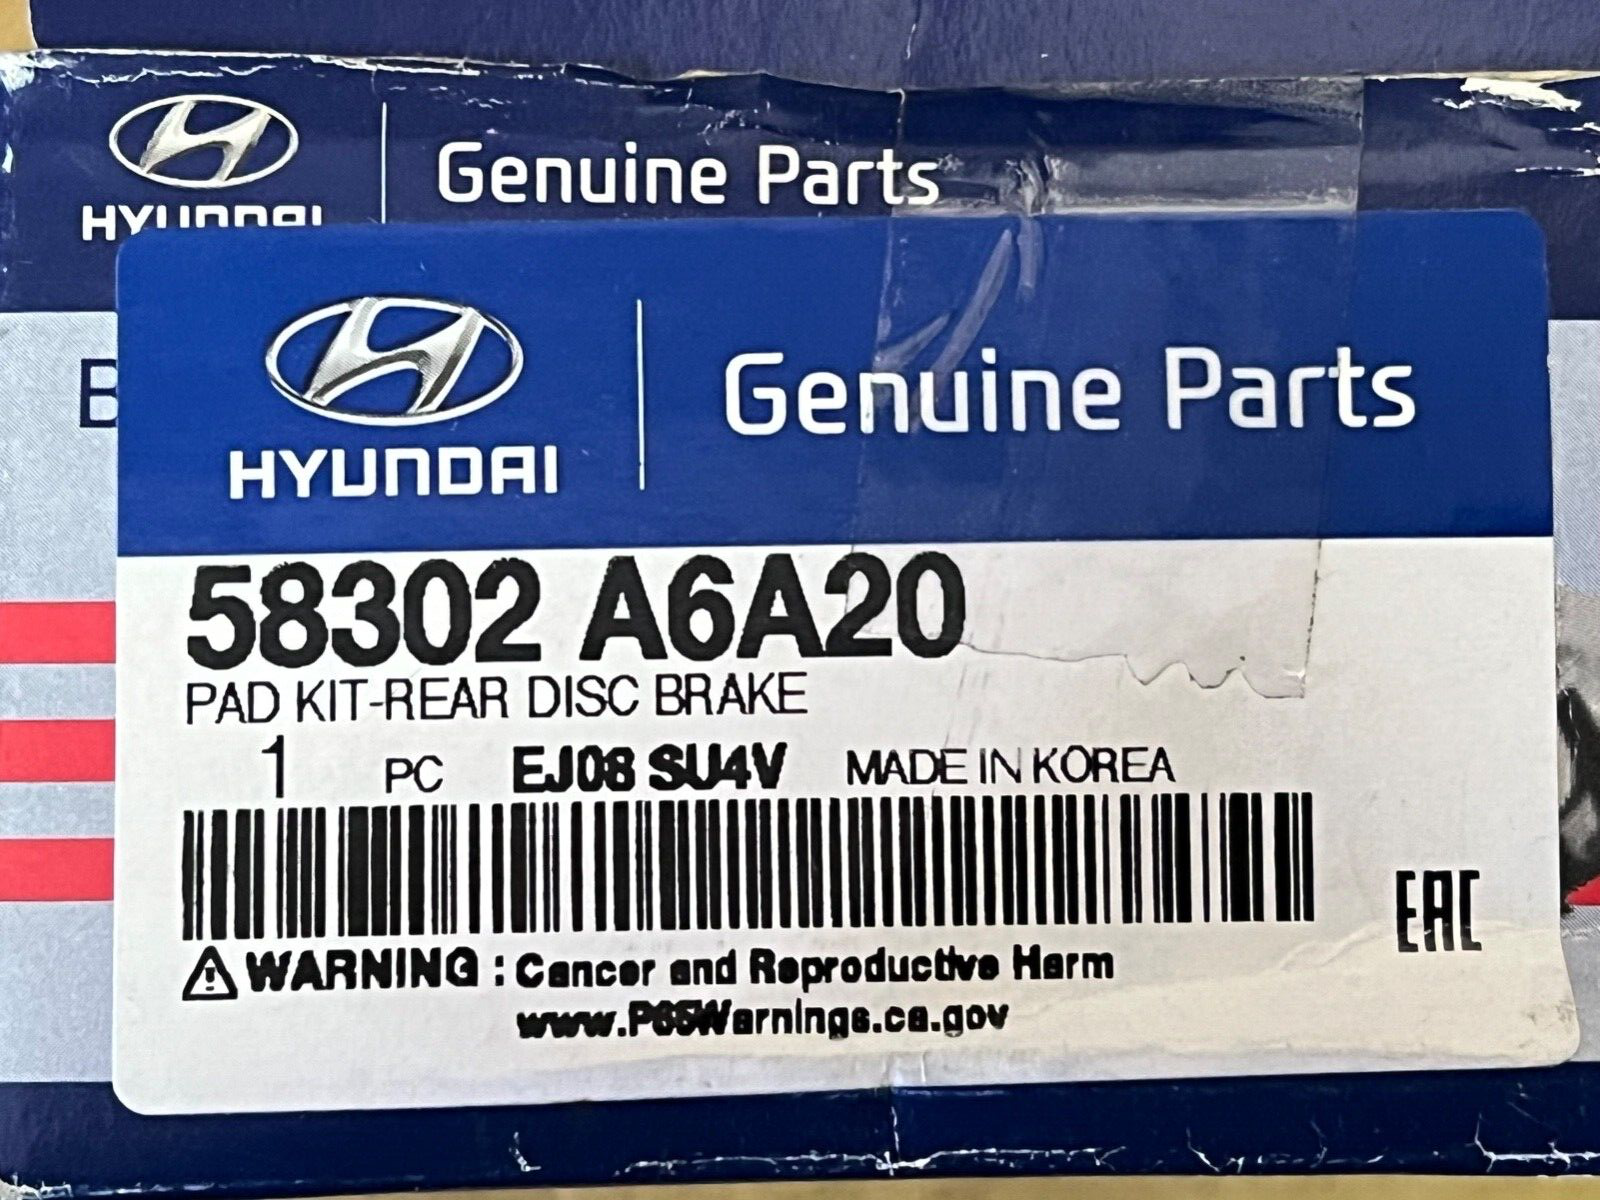 HYUNDAI
Genuine Parts
B
HYUNDAI
Genuine Parts
58302 A6A20
PAD KIT-REAR DISC BRAKE
1 PC EJ08 SU4V MADE IN KOREA
EAC
WARNING : Cancer and Reproductive Harm
www.P65Warnings.ca.gov